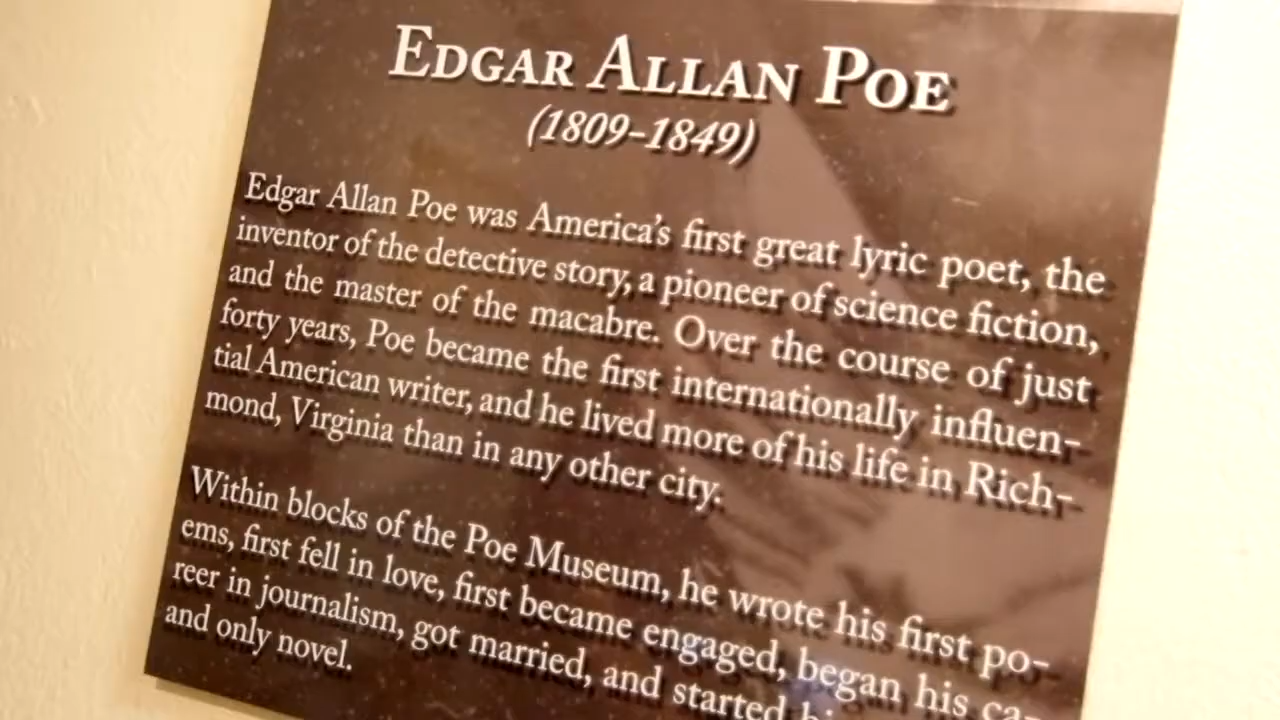 EDGAR ALLAN POE
(1809-1849)
Edgar Allan Poe was America's first great lyric poet, the
inventor of the detective story, a pioneer of science fiction,
and the master of the macabre. Over the course of just
forty years, Poe became the first internationally influen-
tial American writer, and he lived more of his life in Rich-
mond, Virginia than in any other city.
Within blocks of the Poe Museum, he wrote his first po-
ems, first fell in love, first became engaged, began his ca-
reer in journalism, got married, and started
and only novel.